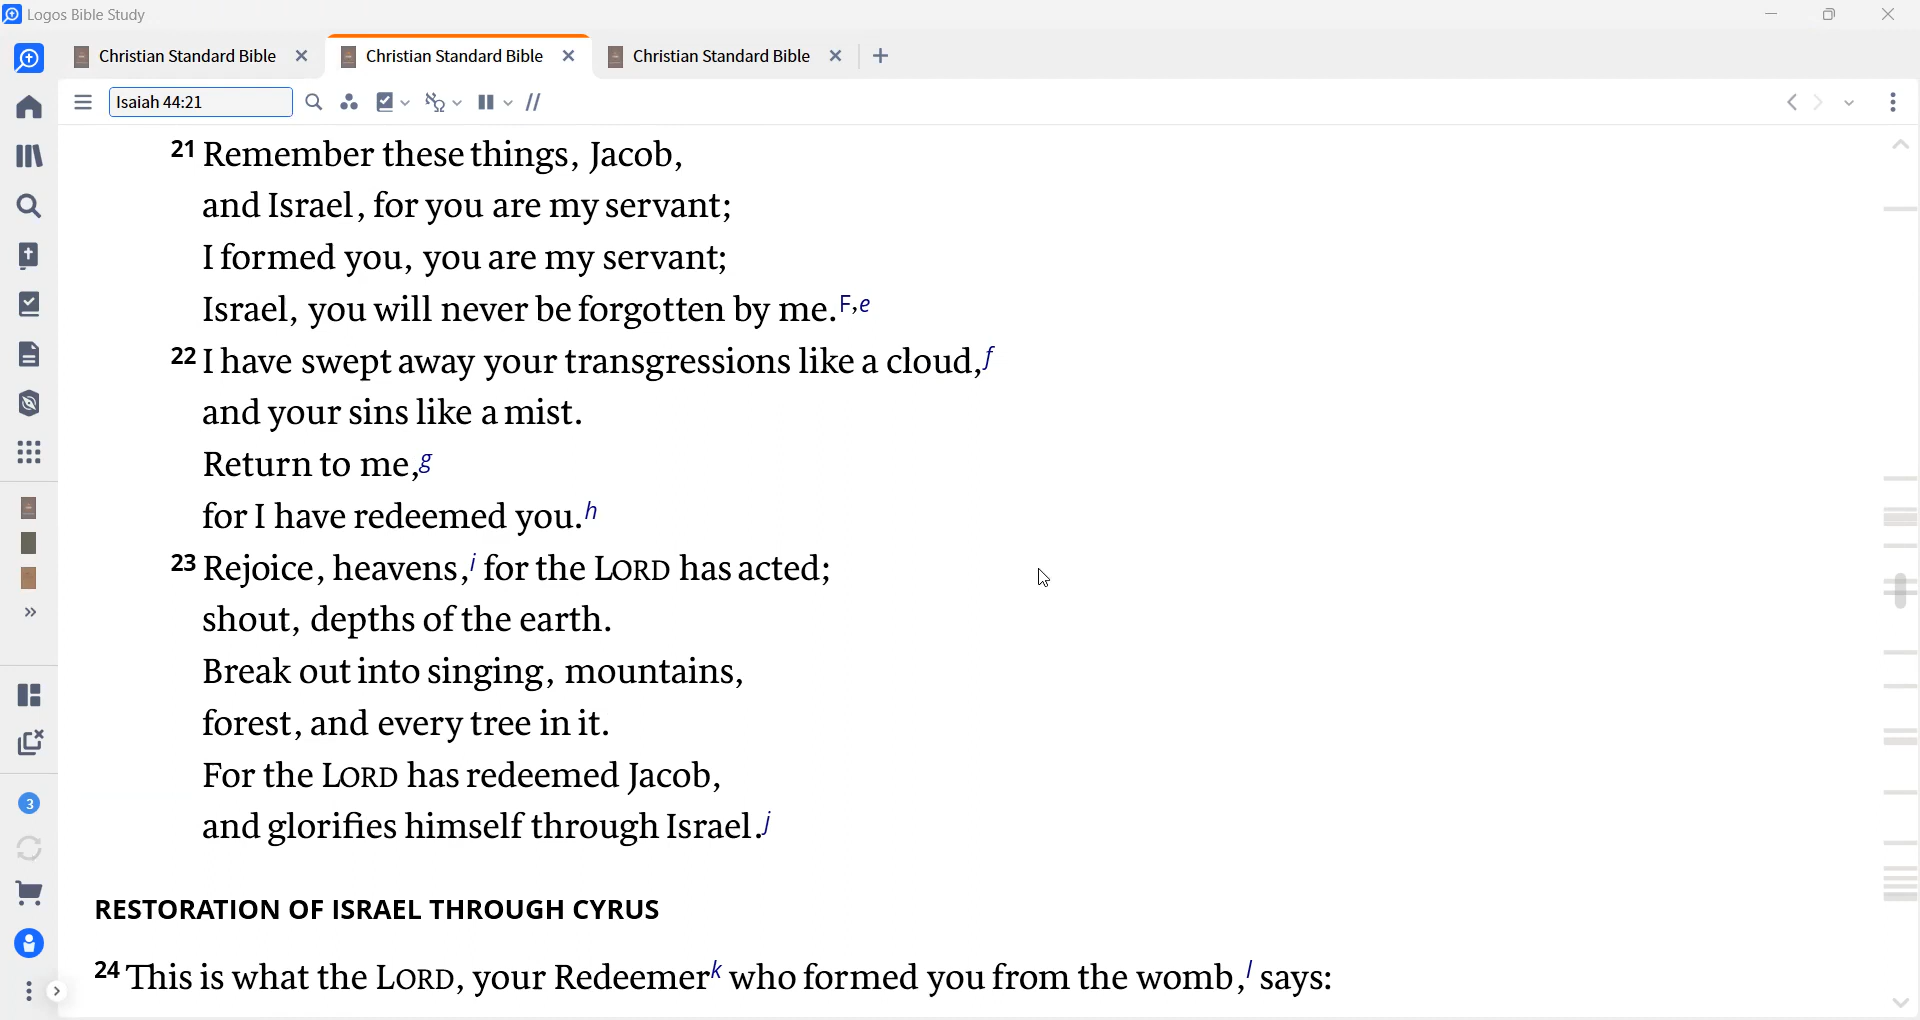 Logos Bible Study
Christian Standard Bible
Christian Standard Bible
Christian Standard Bible
Isaiah 44:21
21 Remember these things, Jacob,
and Israel, for you are my servant;
I formed you, you are my servant;
Israel, you will never be forgotten by me.F,e
22 I have swept away your transgressions like a cloud,f
and your sins like a mist.
Return to me,g
for I have redeemed you.h
23 Rejoice, heavens,i for the LORD has acted;
shout, depths of the earth.
Break out into singing, mountains,
forest, and every tree in it.
For the LORD has redeemed Jacob,
and glorifies himself through Israel.j
3
RESTORATION OF ISRAEL THROUGH CYRUS
24 This is what the LORD, your Redeemerk who formed you from the womb,l says: